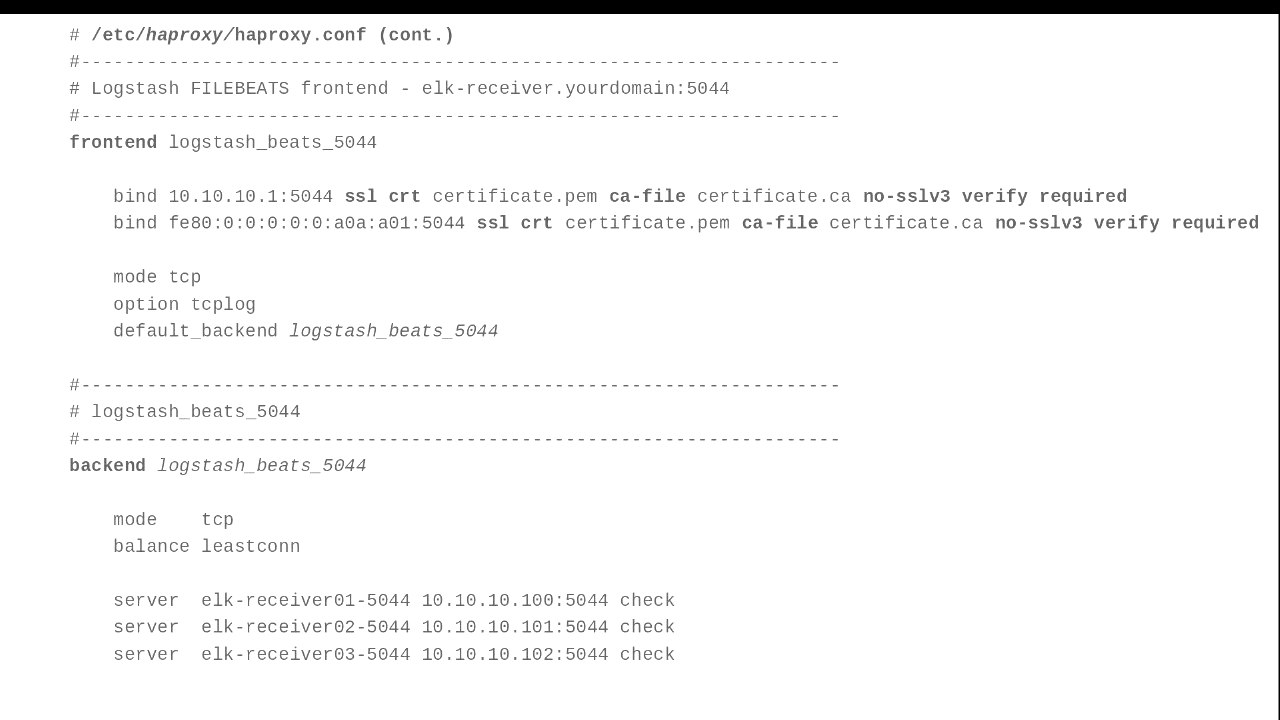 # /etc/haproxy/haproxy.conf (cont.)
#---------------------------------------------------------------------
# Logstash FILEBEATS frontend - elk-receiver.yourdomain:5044
#---------------------------------------------------------------------
frontend logstash_beats_5044
    bind 10.10.10.1:5044 ssl crt certificate.pem ca-file certificate.ca no-sslv3 verify required
    bind fe80:0:0:0:0:0:a0a:a01:5044 ssl crt certificate.pem ca-file certificate.ca no-sslv3 verify required
    mode tcp
    option tcplog
    default_backend logstash_beats_5044
#---------------------------------------------------------------------
# logstash_beats_5044
#---------------------------------------------------------------------
backend logstash_beats_5044
    mode    tcp
    balance leastconn
    server  elk-receiver01-5044 10.10.10.100:5044 check
    server  elk-receiver02-5044 10.10.10.101:5044 check
    server  elk-receiver03-5044 10.10.10.102:5044 check